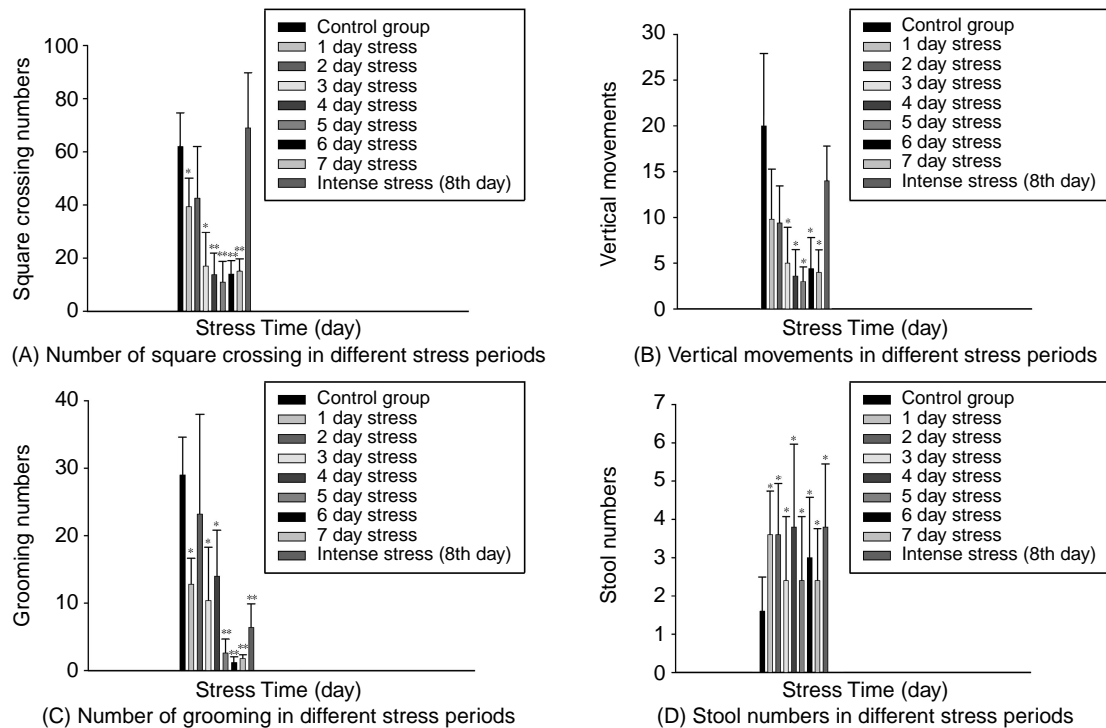 100
80
60
40
20
0
Square crossing numbers
*
*
**
**
**
**
Control group
1 day stress
2 day stress
3 day stress
4 day stress
5 day stress
6 day stress
7 day stress
Intense stress (8th day)
Stress Time (day)
(A) Number of square crossing in different stress periods
30
25
20
15
10
5
0
Vertical movements
*
*
*
*
*
Control group
1 day stress
2 day stress
3 day stress
4 day stress
5 day stress
6 day stress
7 day stress
Intense stress (8th day)
Stress Time (day)
(B) Vertical movements in different stress periods
40
30
20
10
0
Grooming numbers
*
*
*
**
**
**
**
Control group
1 day stress
2 day stress
3 day stress
4 day stress
5 day stress
6 day stress
7 day stress
Intense stress (8th day)
Stress Time (day)
(C) Number of grooming in different stress periods
7
6
5
4
3
2
1
0
Stool numbers
*
*
*
*
*
*
*
*
Control group
1 day stress
2 day stress
3 day stress
4 day stress
5 day stress
6 day stress
7 day stress
Intense stress (8th day)
Stress Time (day)
(D) Stool numbers in different stress periods